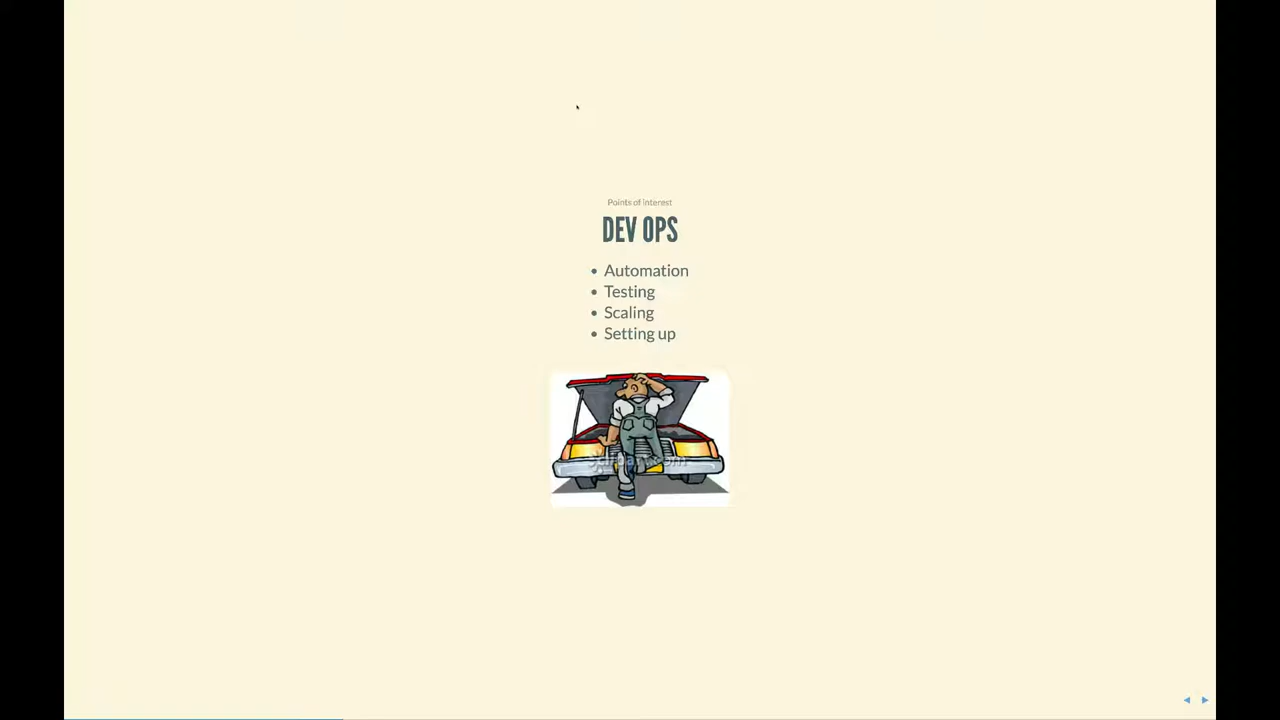 Points of interest
DEV OPS
Automation
Testing
Scaling
Setting up